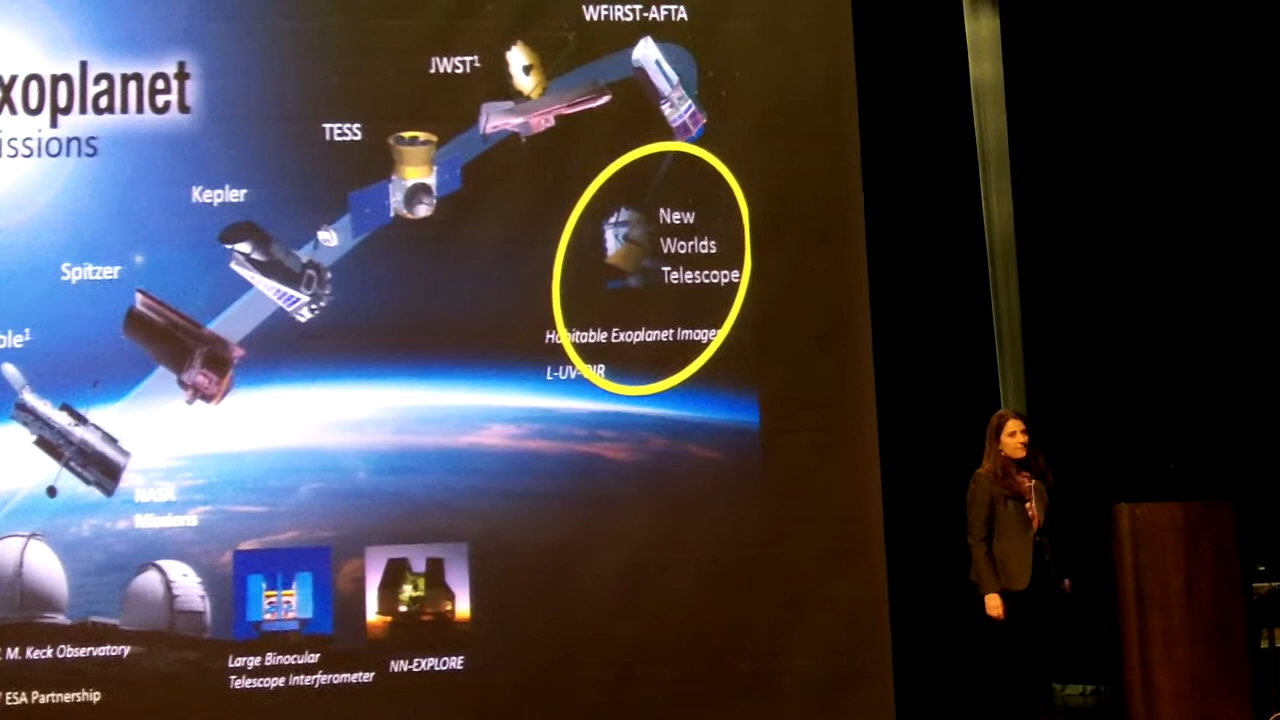 WFIRST-AFTA
JWST¹
xoplanet
issions
TESS
Kepler
New
Worlds
Telescope
Spitzer
ble¹
Habitable Exoplanet Imager
L-UV-OIR
NASA
Missions
M. Keck Observatory
Large Binocular
Telescope Interferometer
NN-EXPLORE
ESA Partnership